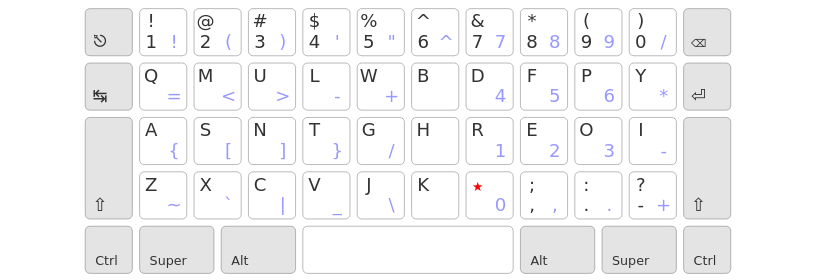 ! @ # $ % ^ & * ( )
⎋ 1 ! 2 ( 3 ) 4 ' 5 " 6 ^ 7 7 8 8 9 9 0 / ⌫
Q M U L W B D F P Y
↹ = < > - + 4 5 6 * ⏎
A S N T G H R E O I
{ [ ] } / 1 2 3 -
Z X C V J K ★ ; : ?
⇧ ~ ` | _ \ 0 , , . . - + ⇧
Ctrl Super Alt Alt Super Ctrl